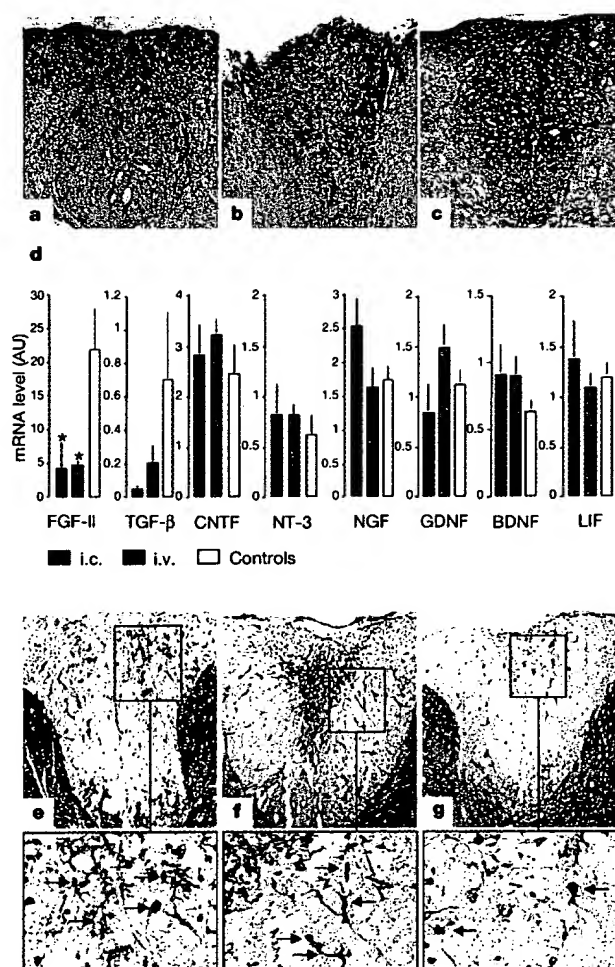 a b c
d
mRNA level (AU)
30 25 20 15 10 5 0
1.2 1 0.8 0.6 0.4 0.2 0
4 3 2 1 0
2 1.5 1 0.5 0
3 2.5 2 1.5 1 0.5 0
2 1.5 1 0.5 0
1.5 1 0.5 0
2 1.5 1 0.5 0
* *
FGF-II TGF-β CNTF NT-3 NGF GDNF BDNF LIF
i.c. i.v. Controls
e f g